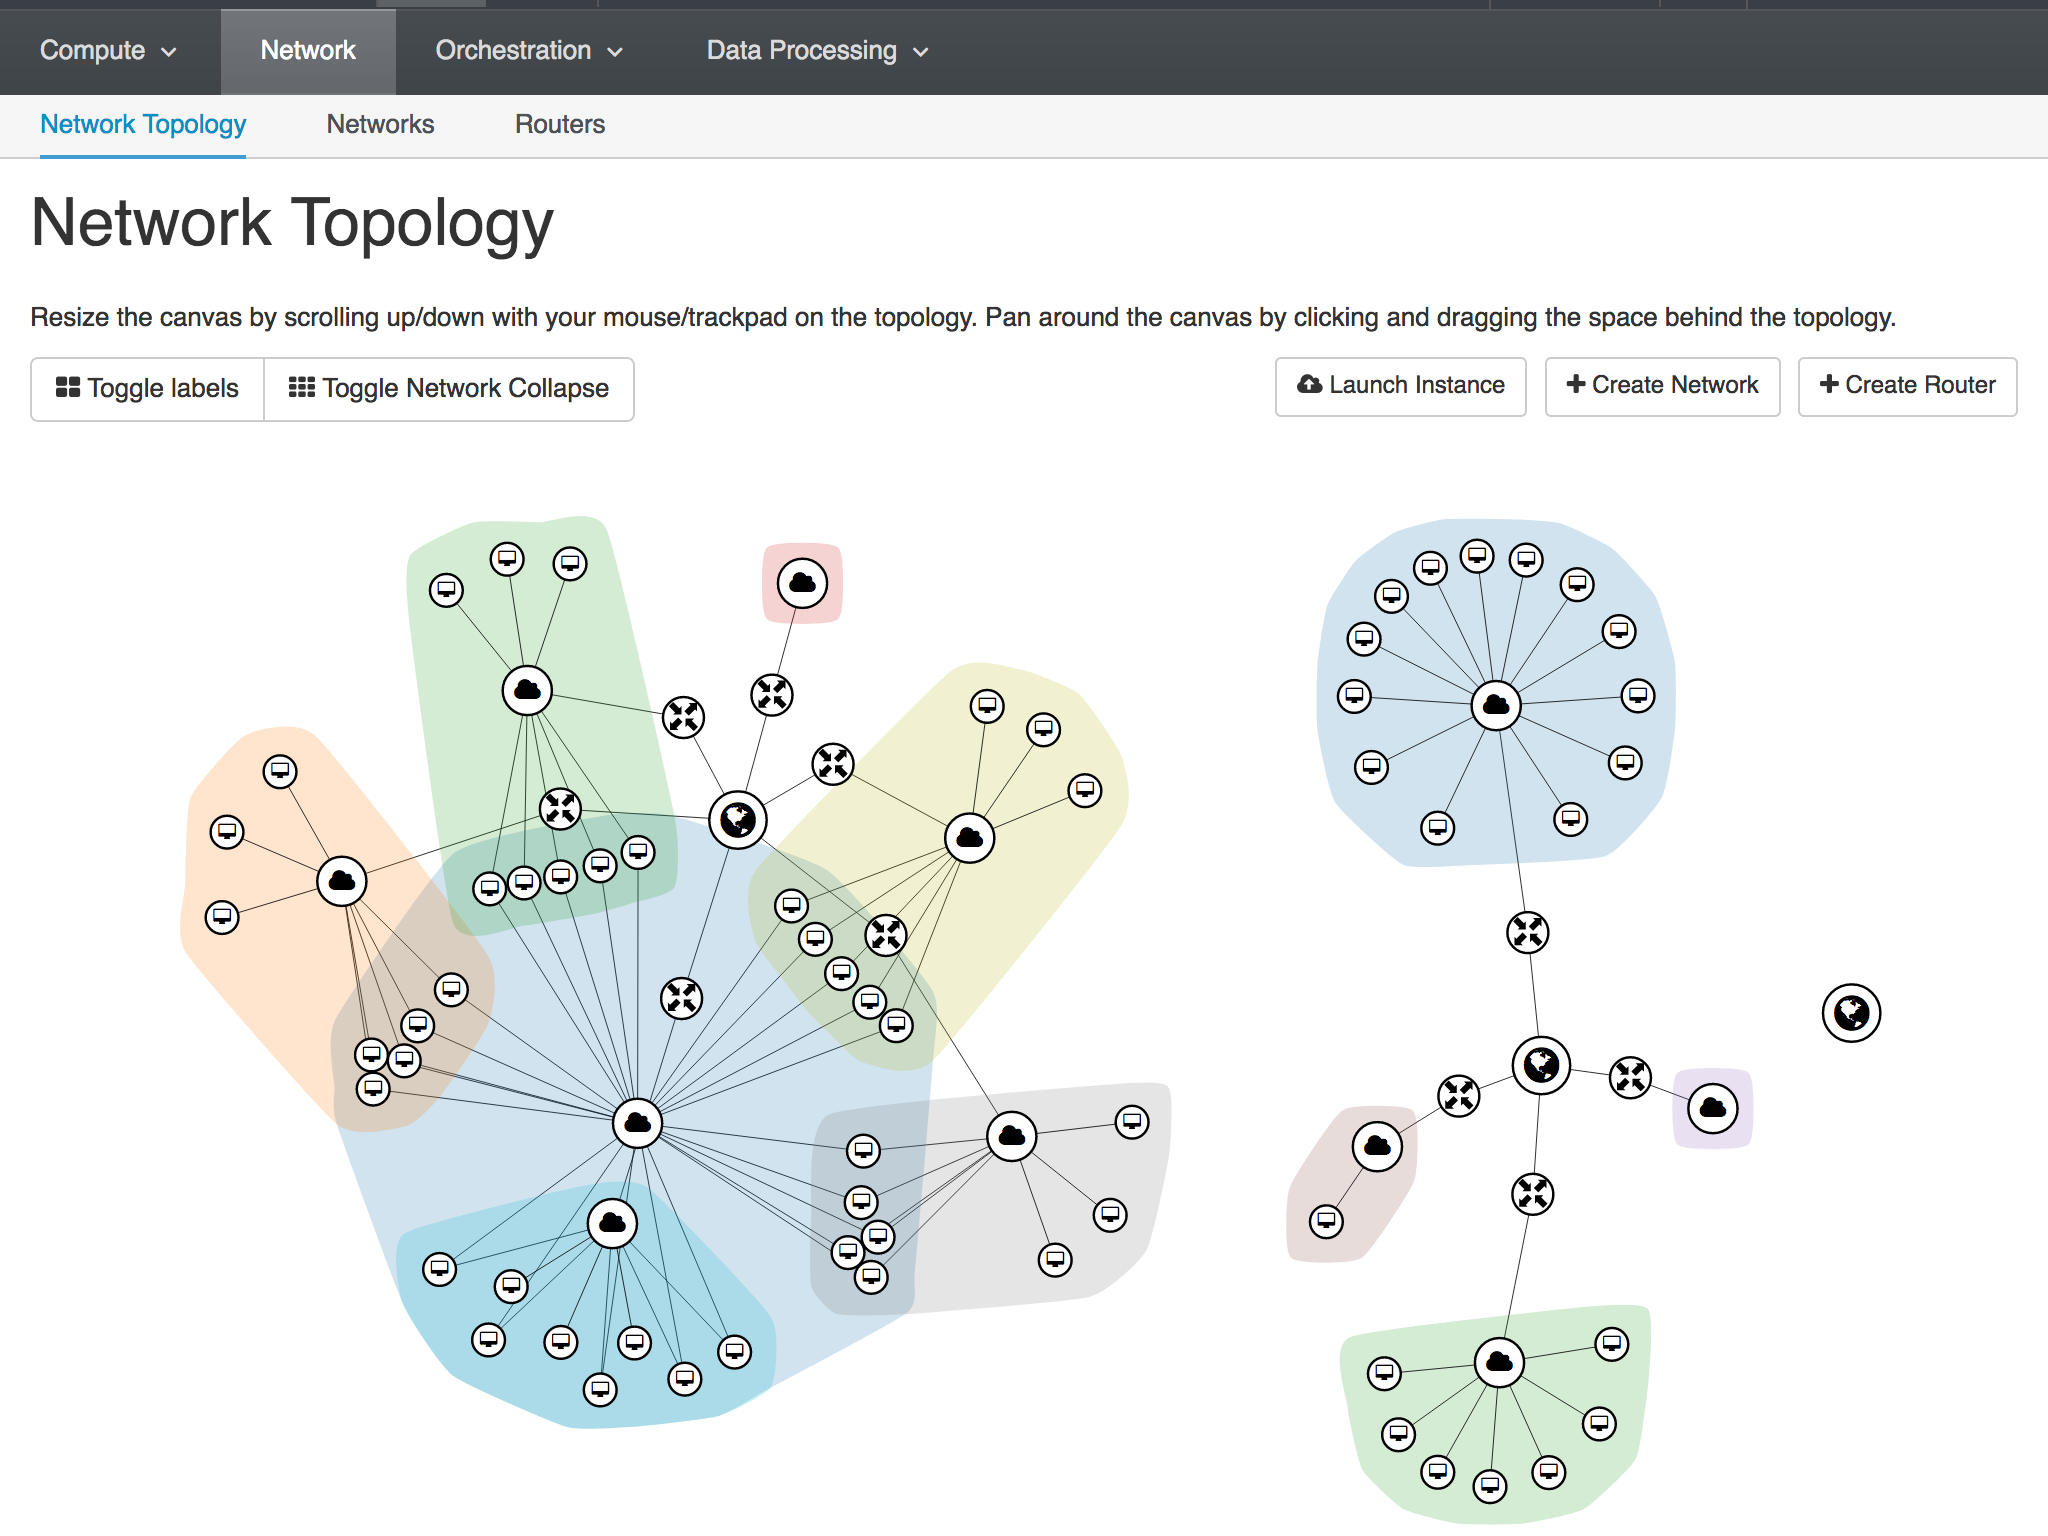 Compute Network Orchestration Data Processing
Network Topology Networks Routers
Network Topology
Resize the canvas by scrolling up/down with your mouse/trackpad on the topology. Pan around the canvas by clicking and dragging the space behind the topology.
Toggle labels Toggle Network Collapse Launch Instance Create Network Create Router